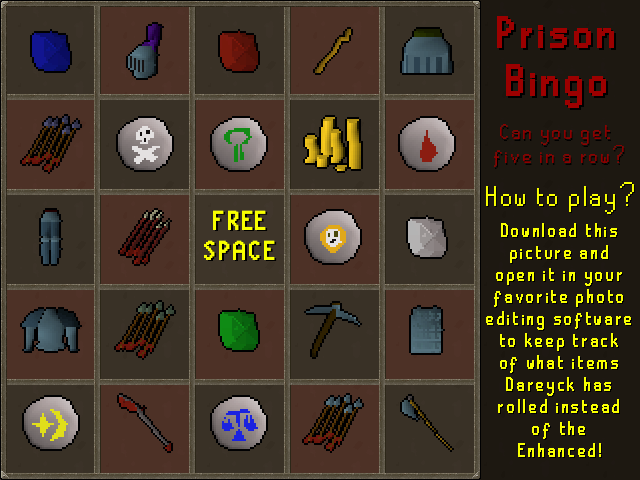 Prison
Bingo
Can you get
five in a row?
How to play?
Download this
picture and
open it in your
favorite photo
editing software
to keep track
of what items
Dareyck has
rolled instead
of the
Enhanced!
FREE
SPACE